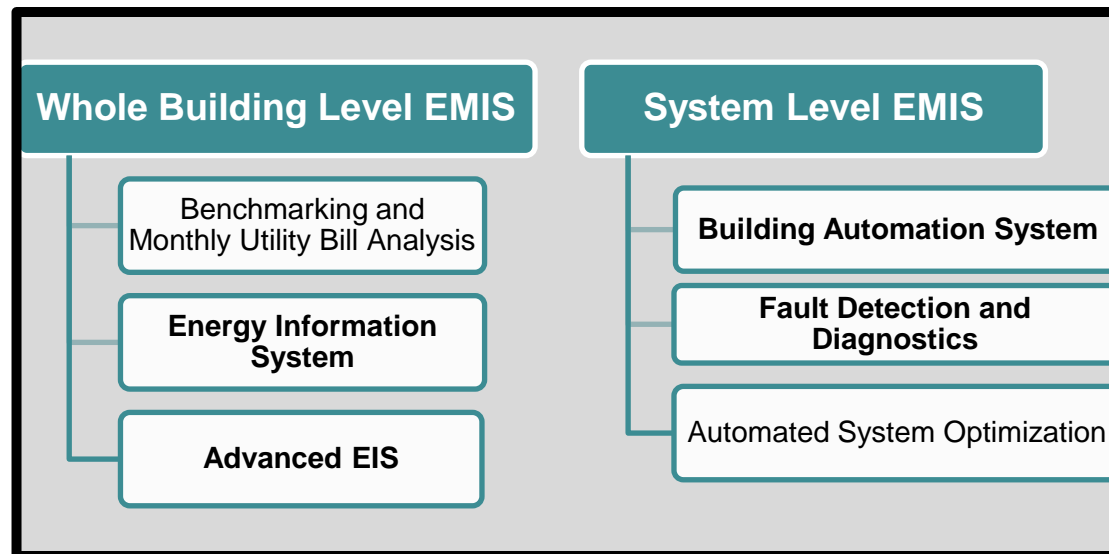 Whole Building Level EMIS
Benchmarking and
Monthly Utility Bill Analysis
Energy Information
System
Advanced EIS
System Level EMIS
Building Automation System
Fault Detection and
Diagnostics
Automated System Optimization